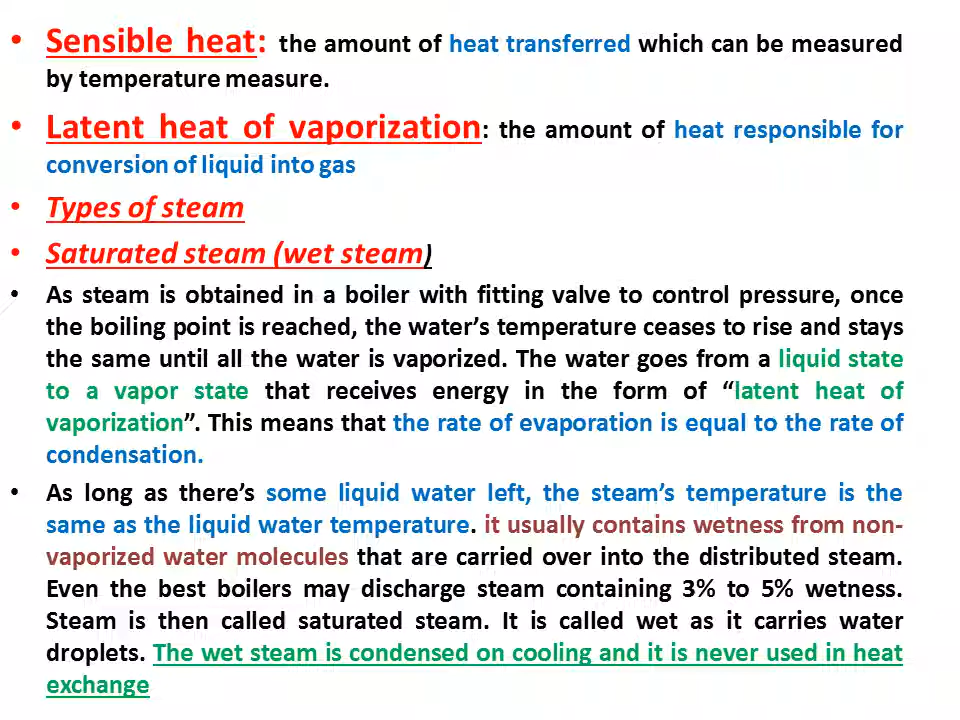 • Sensible heat: the amount of heat transferred which can be measured
by temperature measure.
• Latent heat of vaporization: the amount of heat responsible for
conversion of liquid into gas
• Types of steam
• Saturated steam (wet steam)
• As steam is obtained in a boiler with fitting valve to control pressure, once
the boiling point is reached, the water’s temperature ceases to rise and stays
the same until all the water is vaporized. The water goes from a liquid state
to a vapor state that receives energy in the form of “latent heat of
vaporization”. This means that the rate of evaporation is equal to the rate of
condensation.
• As long as there’s some liquid water left, the steam’s temperature is the
same as the liquid water temperature. it usually contains wetness from non-
vaporized water molecules that are carried over into the distributed steam.
Even the best boilers may discharge steam containing 3% to 5% wetness.
Steam is then called saturated steam. It is called wet as it carries water
droplets. The wet steam is condensed on cooling and it is never used in heat
exchange